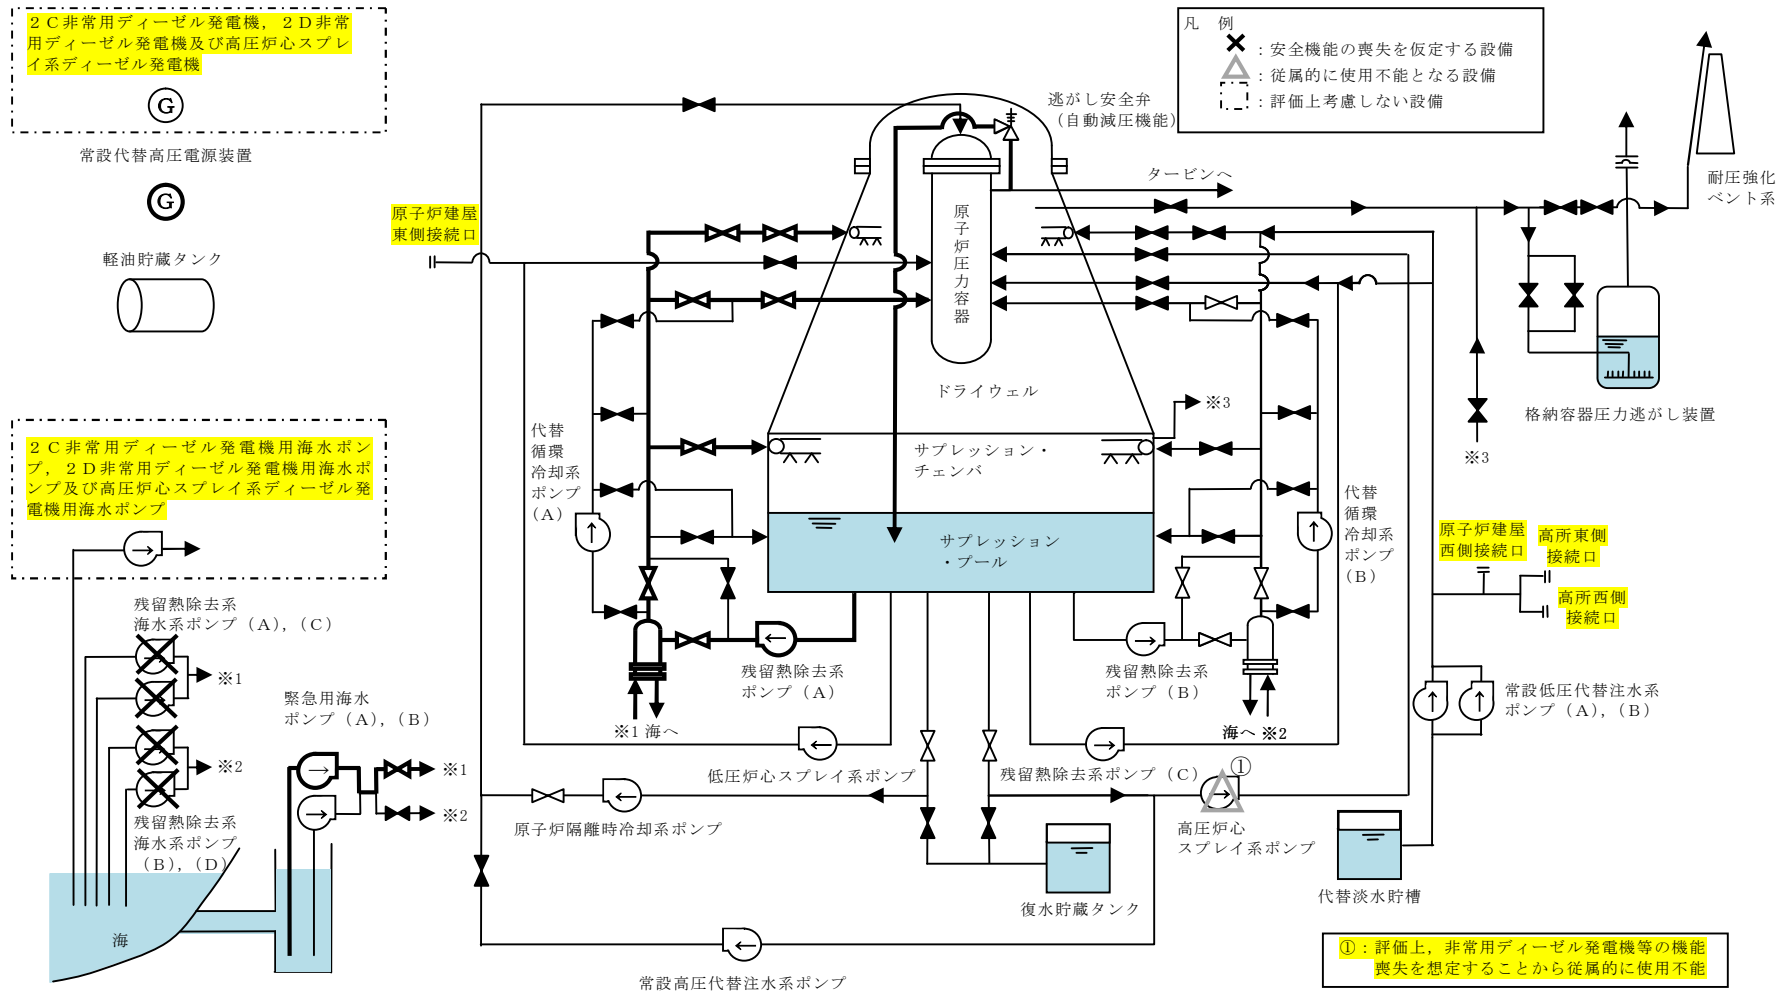 ２Ｃ非常用ディーゼル発電機，２Ｄ非常
用ディーゼル発電機及び高圧炉心スプレ
イ系ディーゼル発電機
G
常設代替高圧電源装置
G
軽油貯蔵タンク
２Ｃ非常用ディーゼル発電機用海水ポン
プ，２Ｄ非常用ディーゼル発電機用海水ポ
ンプ及び高圧炉心スプレイ系ディーゼル発
電機用海水ポンプ
残留熱除去系
海水系ポンプ（A），（C）
※1
※2
残留熱除去系
海水系ポンプ
（B），（D）
海
緊急用海水
ポンプ（A），（B）
※1
※2
原子炉建屋
東側接続口
代替
循環
冷却系
ポンプ
（A）
逃がし安全弁
（自動減圧機能）
タービンへ
原子炉圧力容器
ドライウェル
サプレッション・
チェンバ
サプレッション
・プール
※3
残留熱除去系
ポンプ（A）
※1 海へ
残留熱除去系
ポンプ（B）
海へ ※2
低圧炉心スプレイ系ポンプ
残留熱除去系ポンプ（C）
原子炉隔離時冷却系ポンプ
①
高圧炉心
スプレイ系ポンプ
復水貯蔵タンク
常設高圧代替注水系ポンプ
代替
循環
冷却系
ポンプ
（B）
凡　例
：安全機能の喪失を仮定する設備
：従属的に使用不能となる設備
：評価上考慮しない設備
耐圧強化
ベント系
格納容器圧力逃がし装置
※3
原子炉建屋
西側接続口
高所東側
接続口
高所西側
接続口
常設低圧代替注水系
ポンプ（A），（B）
代替淡水貯槽
①：評価上，非常用ディーゼル発電機等の機能
喪失を想定することから従属的に使用不能